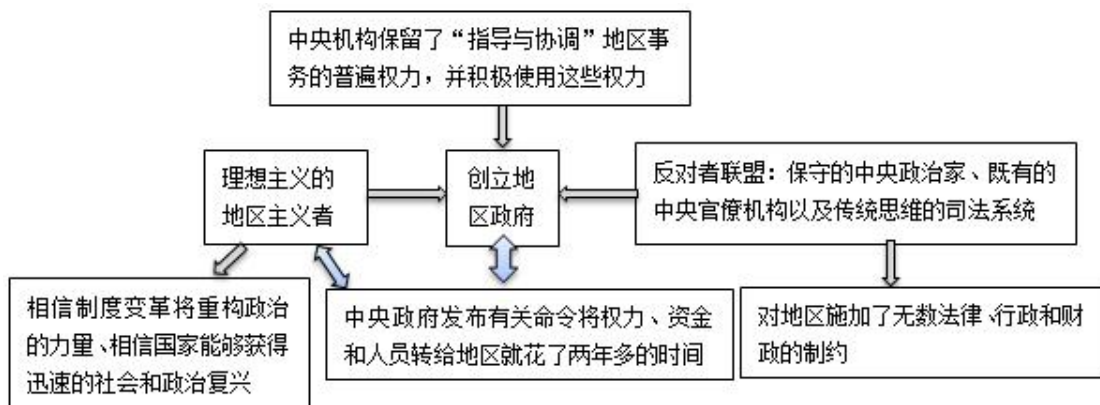 中央机构保留了“指导与协调”地区事
务的普遍权力，并积极使用这些权力
理想主义的
地区主义者
创立地
区政府
反对者联盟：保守的中央政治家、既有的
中央官僚机构以及传统思维的司法系统
相信制度变革将重构政治
的力量、相信国家能够获得
迅速的社会和政治复兴
中央政府发布有关命令将权力、资金
和人员转给地区就花了两年多的时间
对地区施加了无数法律、行政和财
政的制约